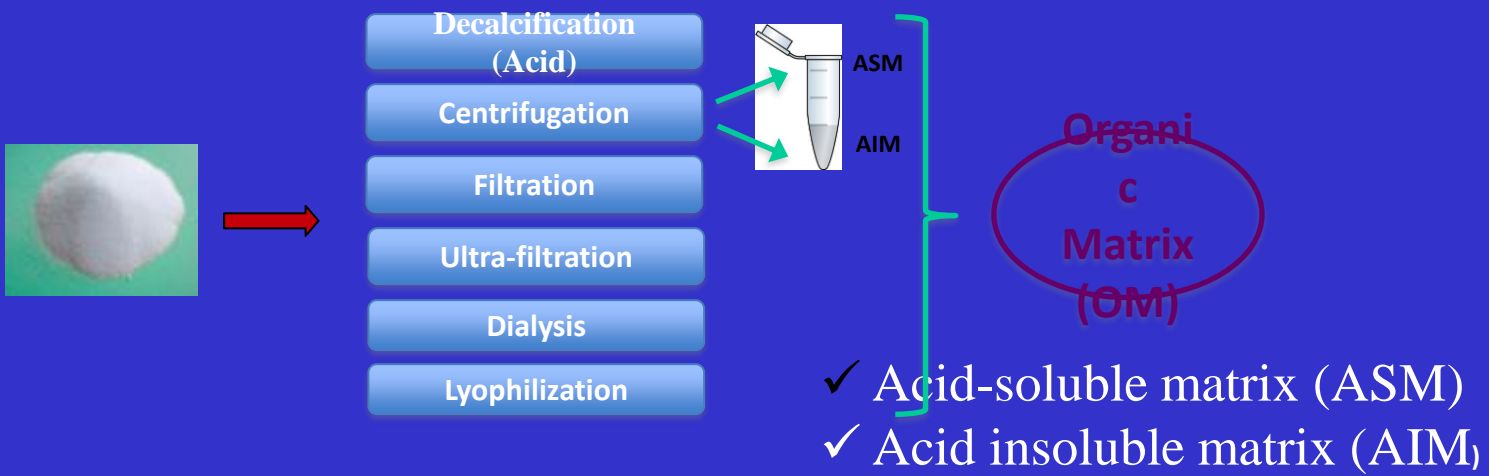 Decalcification
(Acid)
Centrifugation
Filtration
Ultra-filtration
Dialysis
Lyophilization
ASM
AIM
Organi
c
Matrix
(OM)
✓ Acid-soluble matrix (ASM)
✓ Acid insoluble matrix (AIM)